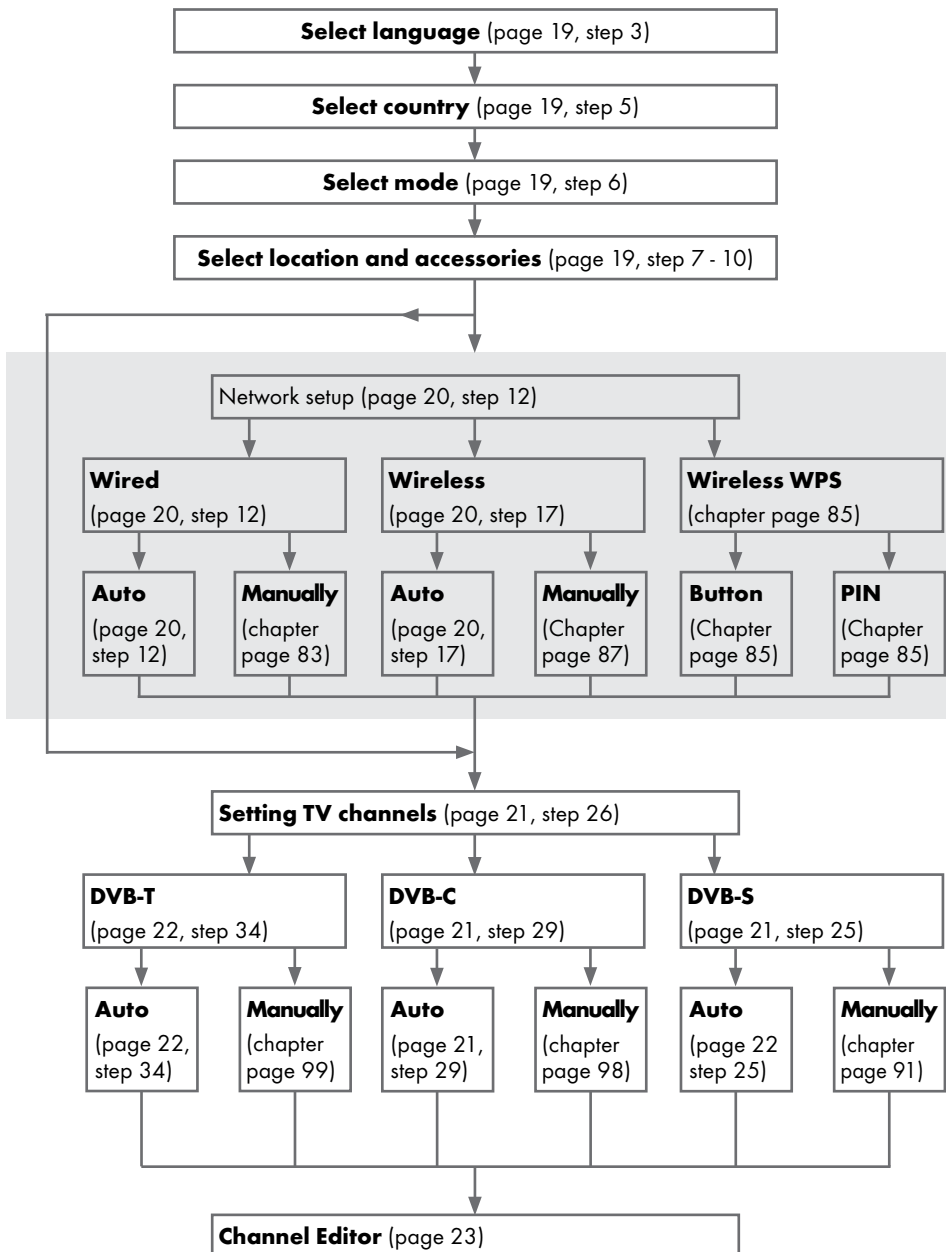 Select language (page 19, step 3)
Select country (page 19, step 5)
Select mode (page 19, step 6)
Select location and accessories (page 19, step 7 - 10)
Network setup (page 20, step 12)
Wired
(page 20, step 12)
Wireless
(page 20, step 17)
Wireless WPS
(chapter page 85)
Auto
(page 20,
step 12)
Manually
(chapter
page 83)
Auto
(page 20,
step 17)
Manually
(Chapter
page 87)
Button
(Chapter
page 85)
PIN
(Chapter
page 85)
Setting TV channels (page 21, step 26)
DVB-T
(page 22, step 34)
DVB-C
(page 21, step 29)
DVB-S
(page 21, step 25)
Auto
(page 22,
step 34)
Manually
(chapter
page 99)
Auto
(page 21,
step 29)
Manually
(chapter
page 98)
Auto
(page 22
step 25)
Manually
(chapter
page 91)
Channel Editor (page 23)